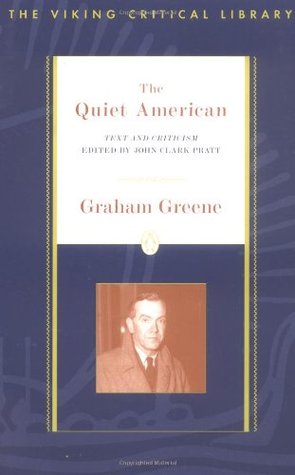 THE VIKING CRITICAL LIBRARY
The
Quiet American
TEXT AND CRITICISM
EDITED BY JOHN CLARK PRATT
Graham Greene